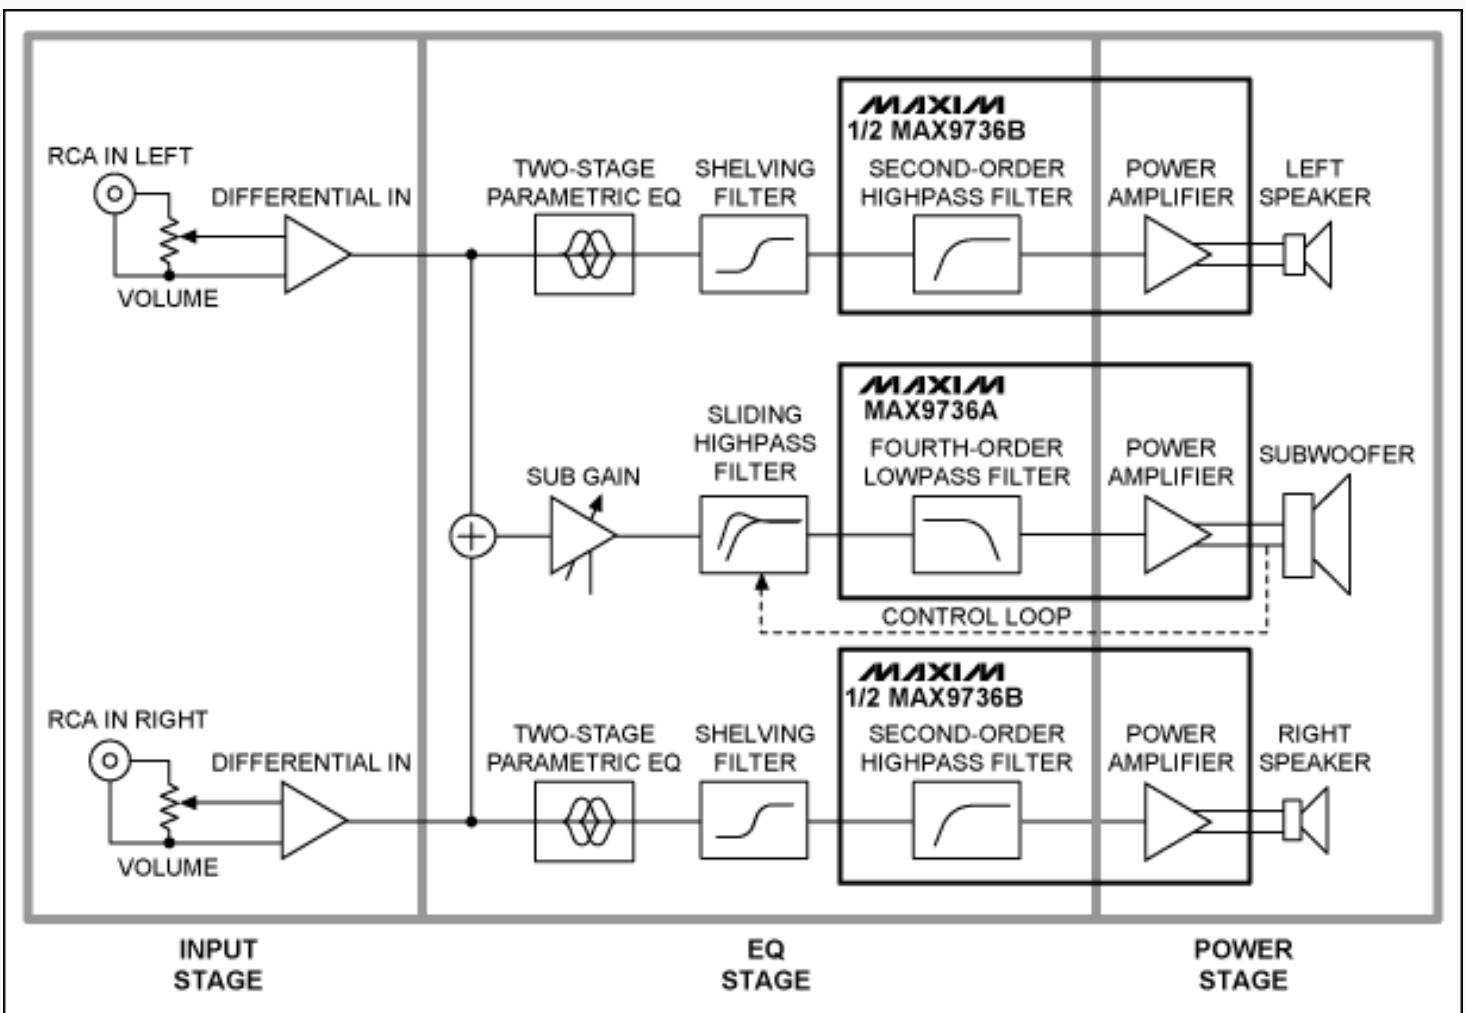 MAXIM
1/2 MAX9736B
RCA IN LEFT
DIFFERENTIAL IN
VOLUME
TWO-STAGE
PARAMETRIC EQ
SHELVING
FILTER
SECOND-ORDER
HIGHPASS FILTER
POWER
AMPLIFIER
LEFT
SPEAKER
MAXIM
MAX9736A
SUB GAIN
SLIDING
HIGHPASS
FILTER
FOURTH-ORDER
LOWPASS FILTER
POWER
AMPLIFIER
SUBWOOFER
CONTROL LOOP
MAXIM
1/2 MAX9736B
RCA IN RIGHT
DIFFERENTIAL IN
VOLUME
TWO-STAGE
PARAMETRIC EQ
SHELVING
FILTER
SECOND-ORDER
HIGHPASS FILTER
POWER
AMPLIFIER
RIGHT
SPEAKER
INPUT
STAGE
EQ
STAGE
POWER
STAGE